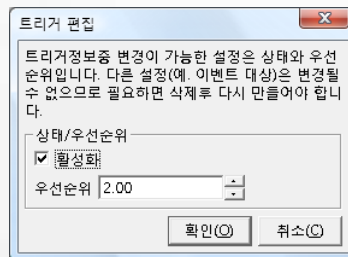 트리거 편집
트리거정보중 변경이 가능한 설정은 상태와 우선
순위입니다. 다른 설정(예. 이벤트 대상)은 변경될
수 없으므로 필요하면 삭제후 다시 만들어야 합니
다.
상태/우선순위
활성화
우선순위 2.00
확인(O) 취소(C)